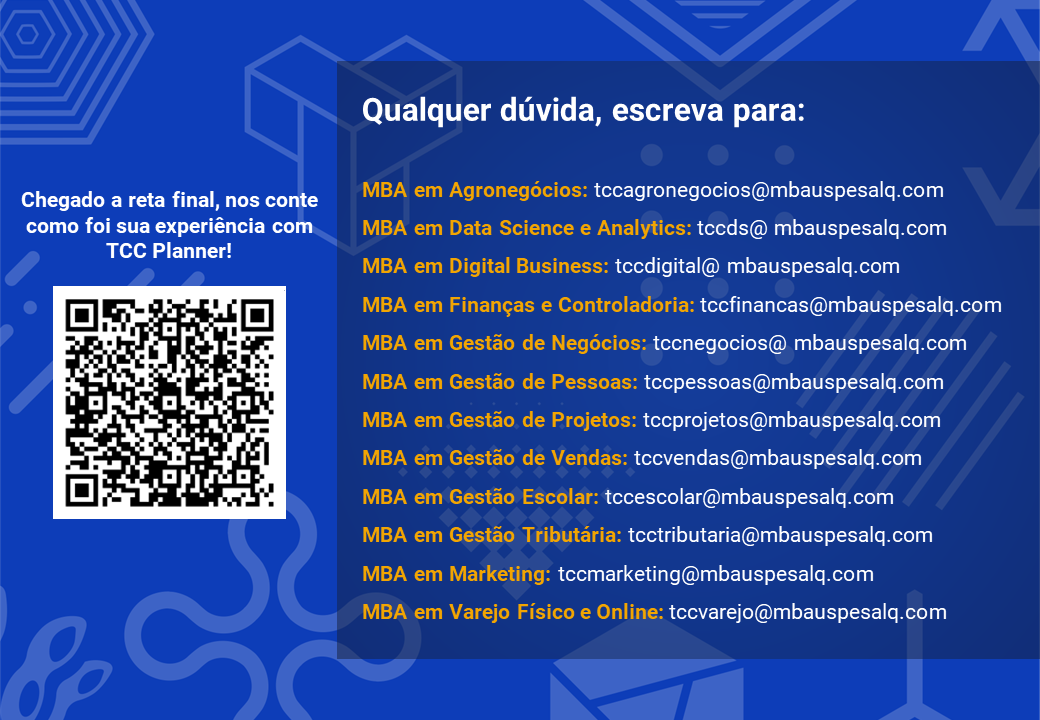 Chegado a reta final, nos conte
como foi sua experiência com
TCC Planner!
Qualquer dúvida, escreva para:
MBA em Agronegócios: tccagronegocios@mbauspesalq.com
MBA em Data Science e Analytics: tccds@ mbauspesalq.com
MBA em Digital Business: tccdigital@ mbauspesalq.com
MBA em Finanças e Controladoria: tccfinancas@mbauspesalq.com
MBA em Gestão de Negócios: tccnegocios@ mbauspesalq.com
MBA em Gestão de Pessoas: tccpessoas@mbauspesalq.com
MBA em Gestão de Projetos: tccprojetos@mbauspesalq.com
MBA em Gestão de Vendas: tccvendas@mbauspesalq.com
MBA em Gestão Escolar: tccescolar@mbauspesalq.com
MBA em Gestão Tributária: tcctributaria@mbauspesalq.com
MBA em Marketing: tccmarketing@mbauspesalq.com
MBA em Varejo Físico e Online: tccvarejo@mbauspesalq.com